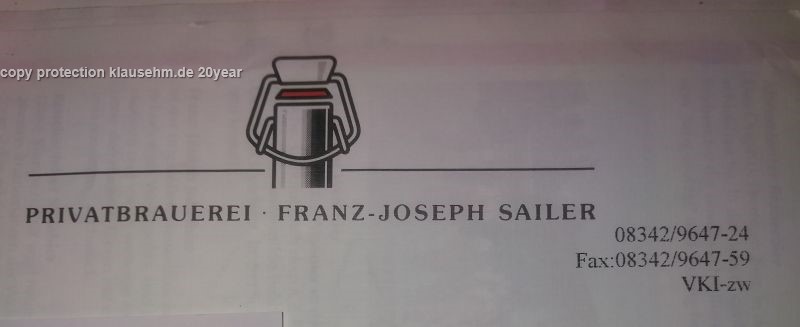 copy protection klausehm.de 20year
PRIVATBRAUEREI · FRANZ-JOSEPH SAILER
08342/9647-24
Fax:08342/9647-59
VKI-zw